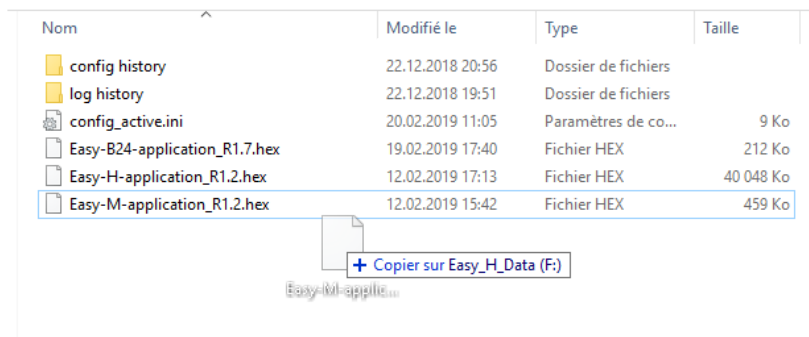 Nom Modifié le Type Taille
config history 22.12.2018 20:56 Dossier de fichiers
log history 22.12.2018 19:51 Dossier de fichiers
config_active.ini 20.02.2019 11:05 Paramètres de co... 9 Ko
Easy-B24-application_R1.7.hex 19.02.2019 17:40 Fichier HEX 212 Ko
Easy-H-application_R1.2.hex 12.02.2019 17:13 Fichier HEX 40 048 Ko
Easy-M-application_R1.2.hex 12.02.2019 15:42 Fichier HEX 459 Ko
Copier sur Easy_H_Data (F:)
Easy-M-applic...